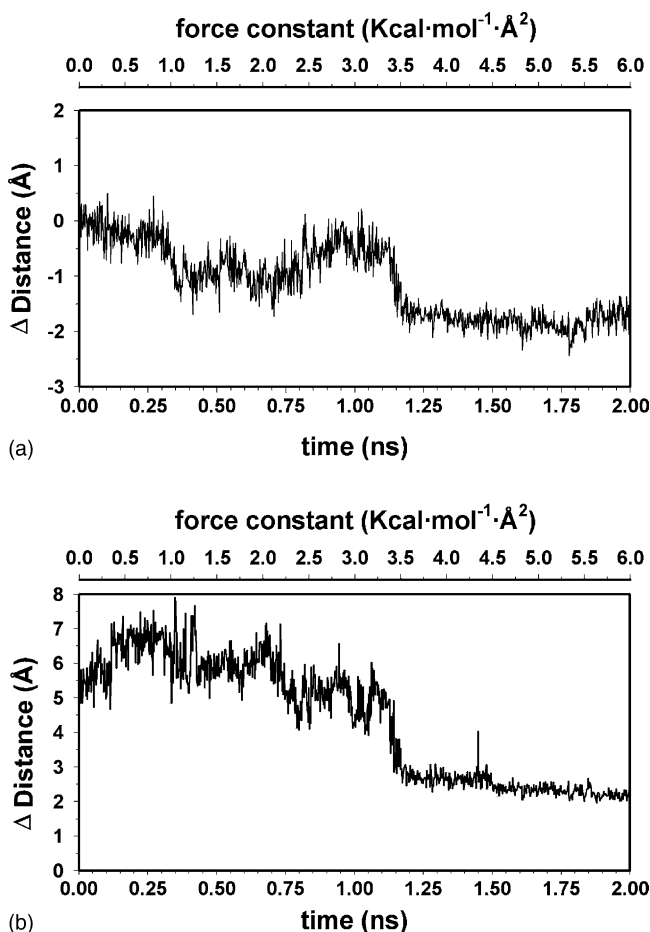 force constant (Kcal·mol⁻¹·Å²)
0.0 0.5 1.0 1.5 2.0 2.5 3.0 3.5 4.0 4.5 5.0 5.5 6.0
2
1
0
-1
-2
-3
Δ Distance (Å)
0.00 0.25 0.50 0.75 1.00 1.25 1.50 1.75 2.00
(a)
time (ns)
force constant (Kcal·mol⁻¹·Å²)
0.0 0.5 1.0 1.5 2.0 2.5 3.0 3.5 4.0 4.5 5.0 5.5 6.0
8
7
6
5
4
3
2
1
0
Δ Distance (Å)
0.00 0.25 0.50 0.75 1.00 1.25 1.50 1.75 2.00
(b)
time (ns)